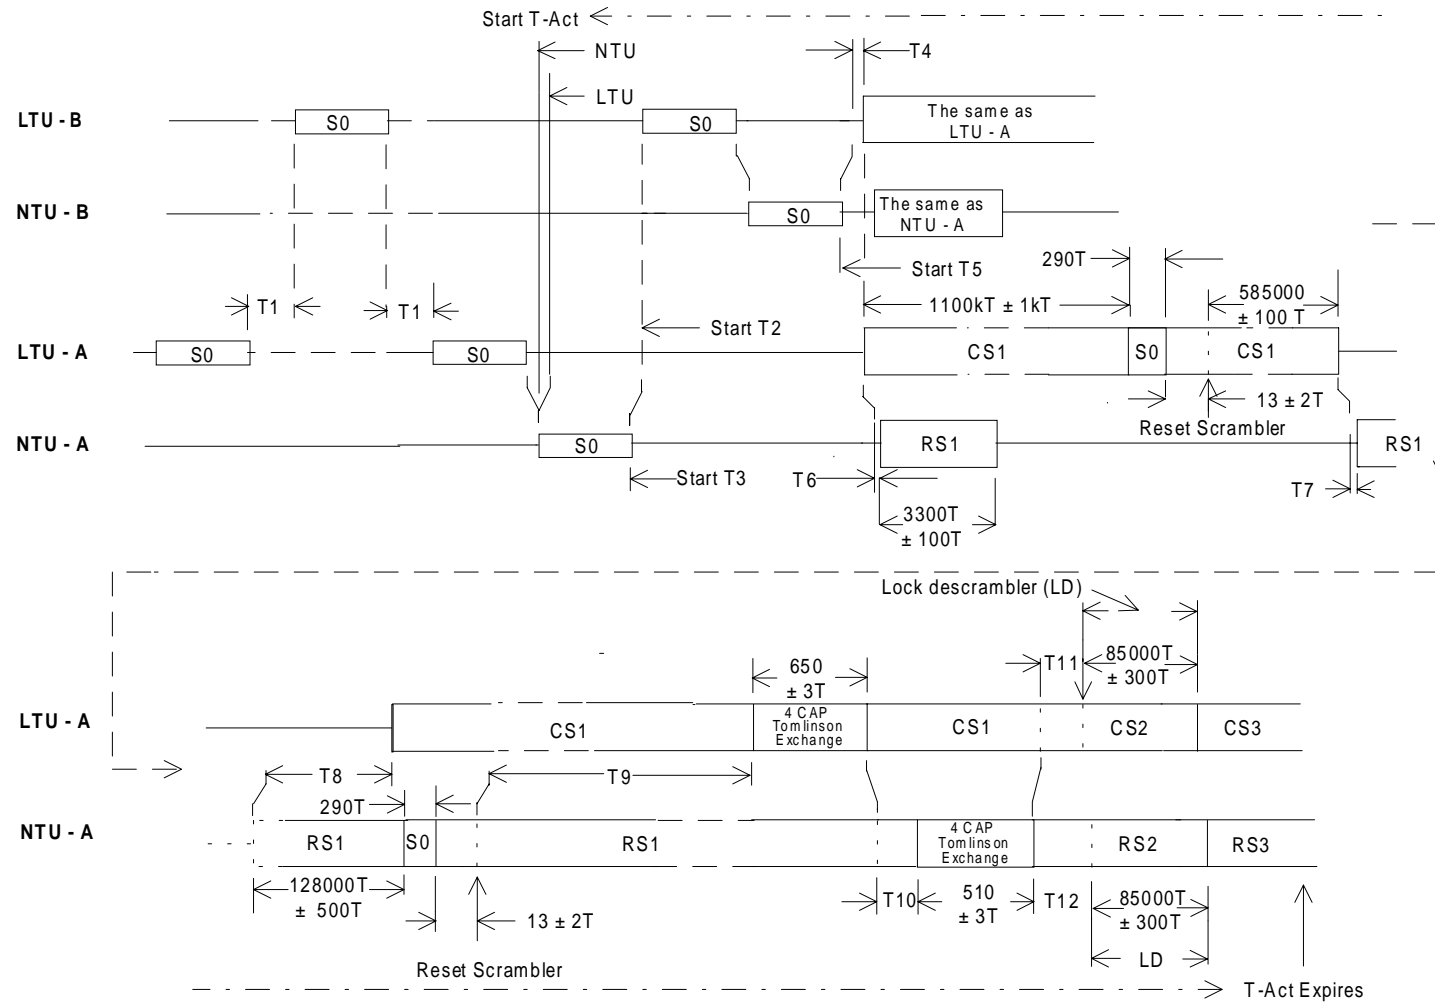 Start T-Act
NTU
T4
LTU
LTU - B
S0
S0
The same as
LTU - A
NTU - B
S0
The same as
NTU - A
Start T5
290T
T1
T1
1100kT ± 1kT
585000
± 100 T
Start T2
LTU - A
S0
S0
CS1
S0
CS1
13 ± 2T
Reset Scrambler
NTU - A
S0
RS1
RS1
Start T3
T6
T7
3300T
± 100T
Lock descrambler (LD)
650
± 3T
T11
85000T
± 300T
LTU - A
CS1
4 CAP
Tomlinson
Exchange
CS1
CS2
CS3
T8
T9
290T
NTU - A
RS1
S0
RS1
4 CAP
Tomlinson
Exchange
RS2
RS3
128000T
± 500T
13 ± 2T
T10
510
± 3T
T12
85000T
± 300T
LD
Reset Scrambler
T-Act Expires